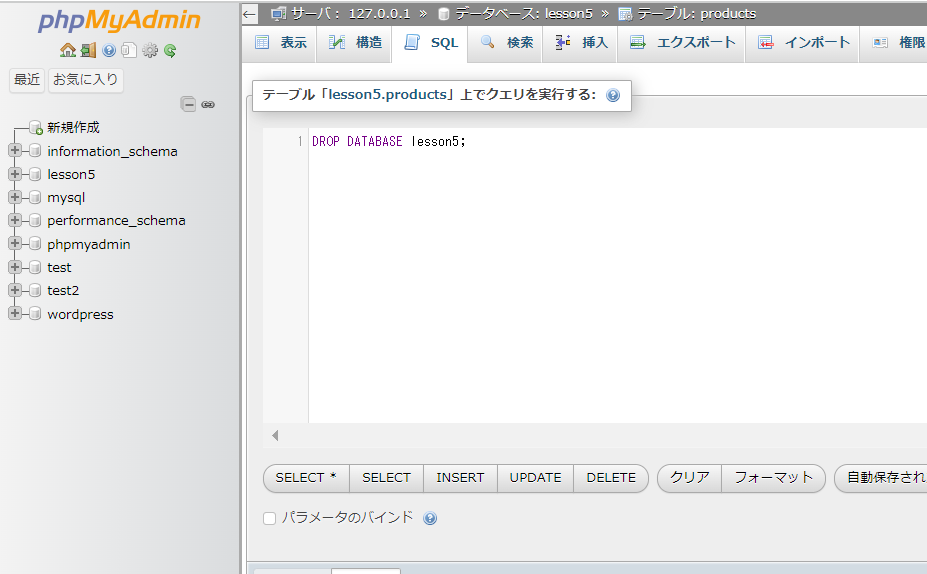 phpMyAdmin
最近 お気に入り
新規作成
information_schema
lesson5
mysql
performance_schema
phpmyadmin
test
test2
wordpress
サーバ: 127.0.0.1 » データベース: lesson5 » テーブル: products
表示 構造 SQL 検索 挿入 エクスポート インポート 権限
テーブル「lesson5.products」上でクエリを実行する:
1 DROP DATABASE lesson5;
SELECT * SELECT INSERT UPDATE DELETE クリア フォーマット 自動保存され
パラメータのバインド